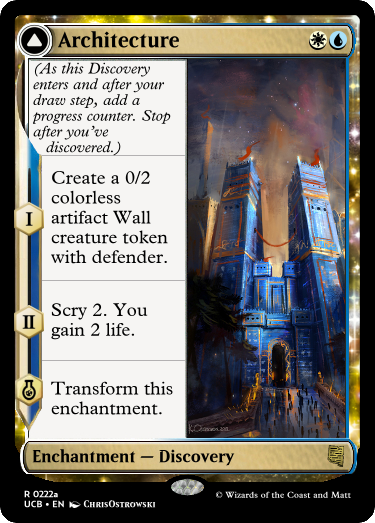 Architecture
(As this Discovery
enters and after your
draw step, add a
progress counter. Stop
after you've
discovered.)
I
Create a 0/2
colorless
artifact Wall
creature token
with defender.
II
Scry 2. You
gain 2 life.
Transform this
enchantment.
Enchantment — Discovery
R 0222a
UCB • EN ChrisOstrowski
© Wizards of the Coast and Matt